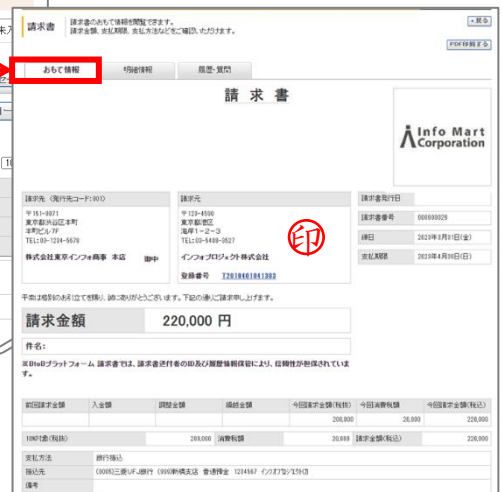 請求書
請求書のおもて情報を閲覧できます。
請求金額、支払期限、支払方法などをご確認いただけます。
戻る
PDF印刷する
おもて情報
明細情報
履歴・質問
請求書
Info Mart
Corporation
請求先 (発行先コード:001)
〒151-0071
東京都渋谷区本町
本町ビル7F
TEL:03-1234-5678
株式会社東京インフォ商事 本店 御中
請求元
東京都港区
海岸1-2-3
インフォプロジェクト株式会社
登録番号
印
請求書発行日
請求書番号 000000029
締日 2023年3月31日(金)
支払期限 2023年4月30日(日)
平素は格別のお引立てを賜り、誠にありがとうございます。下記の通りご請求申し上げます。
請求金額 220,000 円
件名:
※BtoBプラットフォーム 請求書では、請求書送付者のID及び履歴情報保管により、信頼性が担保されていま
す。
前回請求金額 入金額 調整金額 繰越金額 今回請求金額(税抜) 今回消費税額 今回請求金額(税込)
200,000 20,000 220,000
10%対象(税抜) 200,000 消費税額 20,000 請求金額(税込) 220,000
支払方法 銀行振込
振込先 (0005)三菱UFJ銀行 (999)新橋支店 普通預金 1234567 インフオプロジエクト(カ
備考